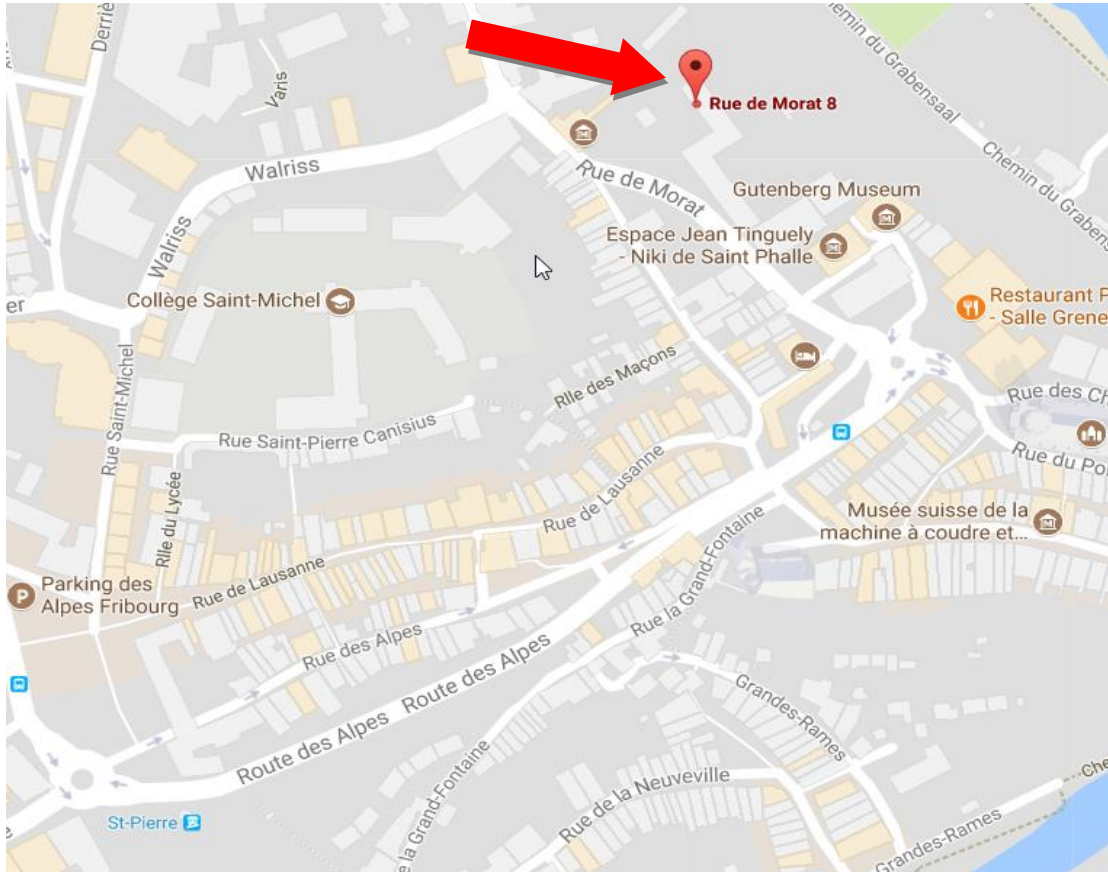 Derrièr
Varis
Chemin du Grabensaal
Rue de Morat 8
Walriss
Chemin du Grabens
Rue de Morat
Gutenberg Museum
Walriss
Espace Jean Tinguely
- Niki de Saint Phalle
er
Collège Saint-Michel
Restaurant P
- Salle Grene
Rue Saint-Michel
Rlle des Maçons
Rue des Ch
Rue Saint-Pierre Canisius
Rue du Po
Rlle du Lycée
Rue de Lausanne
Musée suisse de la
machine à coudre et...
P
Parking des
Alpes Fribourg
Rue de Lausanne
Rue la Grand-Fontaine
Rue des Alpes
Route des Alpes
Route des Alpes
Grandes-Rames
e la Grand-Fontaine
Rue de la Neuveville
Che
St-Pierre
Grandes-Rames